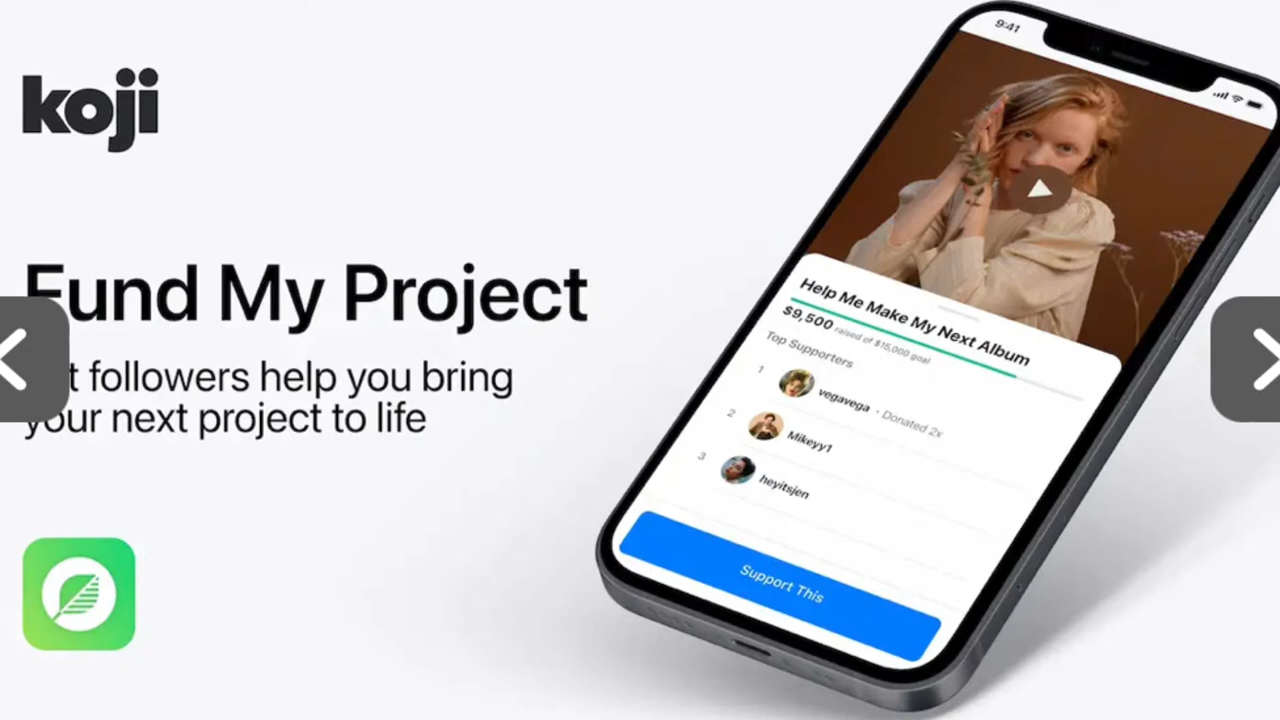 koji
Fund My Project
t followers help you bring
your next project to life
9:41
Help Me Make My Next Album
$9,500 raised of $15,000 goal
Top Supporters
1 vegavega · Donated 2x
2 Mikeyy1
3 heyitsjen
Support This